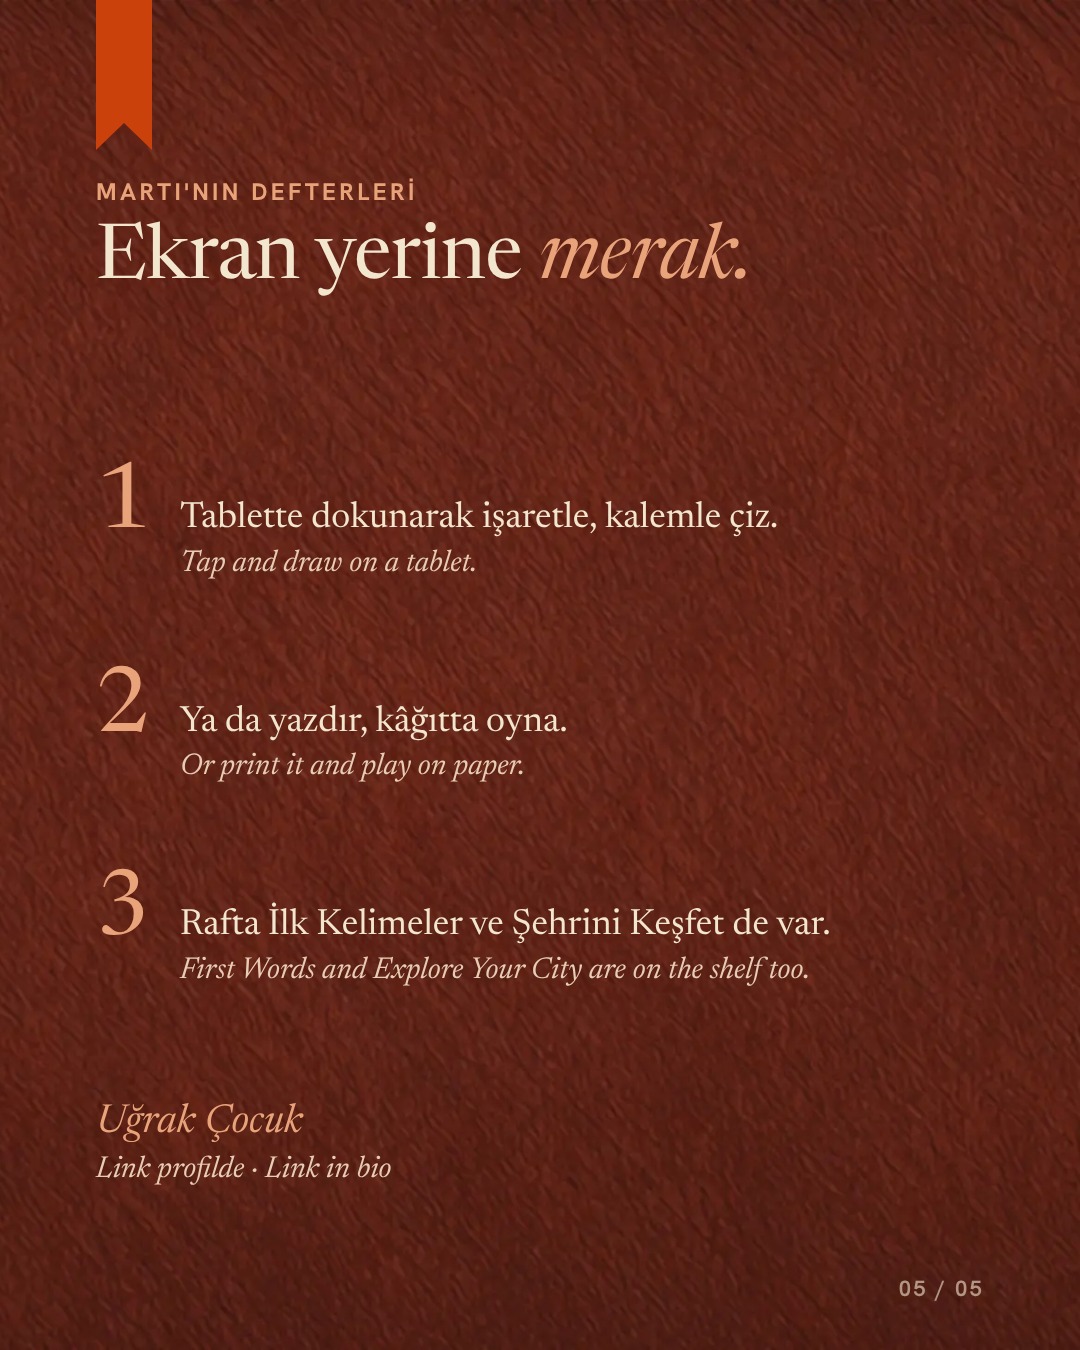 MARTI'NIN DEFTERLERİ
Ekran yerine merak.
1
Tablette dokunarak işaretle, kalemle çiz.
Tap and draw on a tablet.
2
Ya da yazdır, kâğıtta oyna.
Or print it and play on paper.
3
Rafta İlk Kelimeler ve Şehrini Keşfet de var.
First Words and Explore Your City are on the shelf too.
Uğrak Çocuk
Link profilde · Link in bio
05 / 05